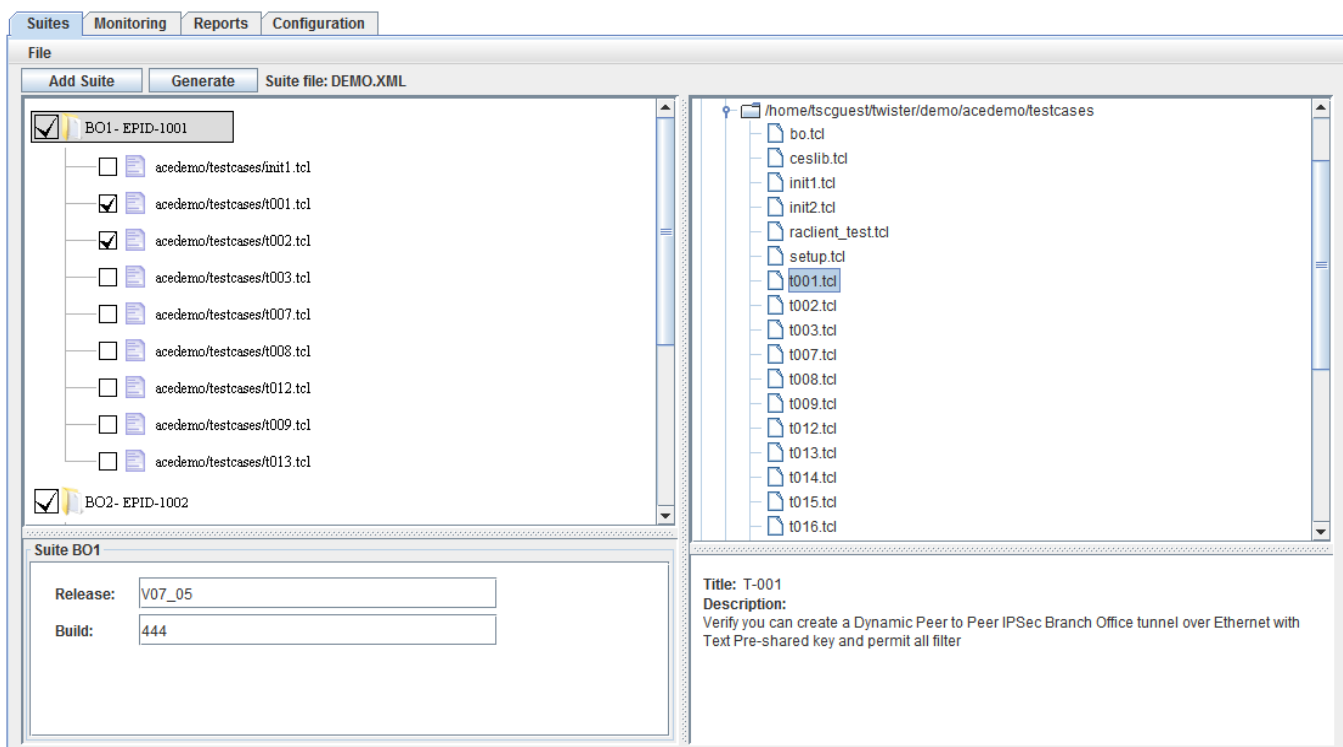 Suites Monitoring Reports Configuration
File
Add Suite Generate Suite file: DEMO.XML
BO1- EPID-1001
acedemo/testcases/init1.tcl
acedemo/testcases/t001.tcl
acedemo/testcases/t002.tcl
acedemo/testcases/t003.tcl
acedemo/testcases/t007.tcl
acedemo/testcases/t008.tcl
acedemo/testcases/t012.tcl
acedemo/testcases/t009.tcl
acedemo/testcases/t013.tcl
BO2- EPID-1002
Suite BO1
Release: V07_05
Build: 444
/home/tscguest/twister/demo/acedemo/testcases
bo.tcl
ceslib.tcl
init1.tcl
init2.tcl
raclient_test.tcl
setup.tcl
t001.tcl
t002.tcl
t003.tcl
t007.tcl
t008.tcl
t009.tcl
t012.tcl
t013.tcl
t014.tcl
t015.tcl
t016.tcl
Title: T-001
Description:
Verify you can create a Dynamic Peer to Peer IPSec Branch Office tunnel over Ethernet with
Text Pre-shared key and permit all filter